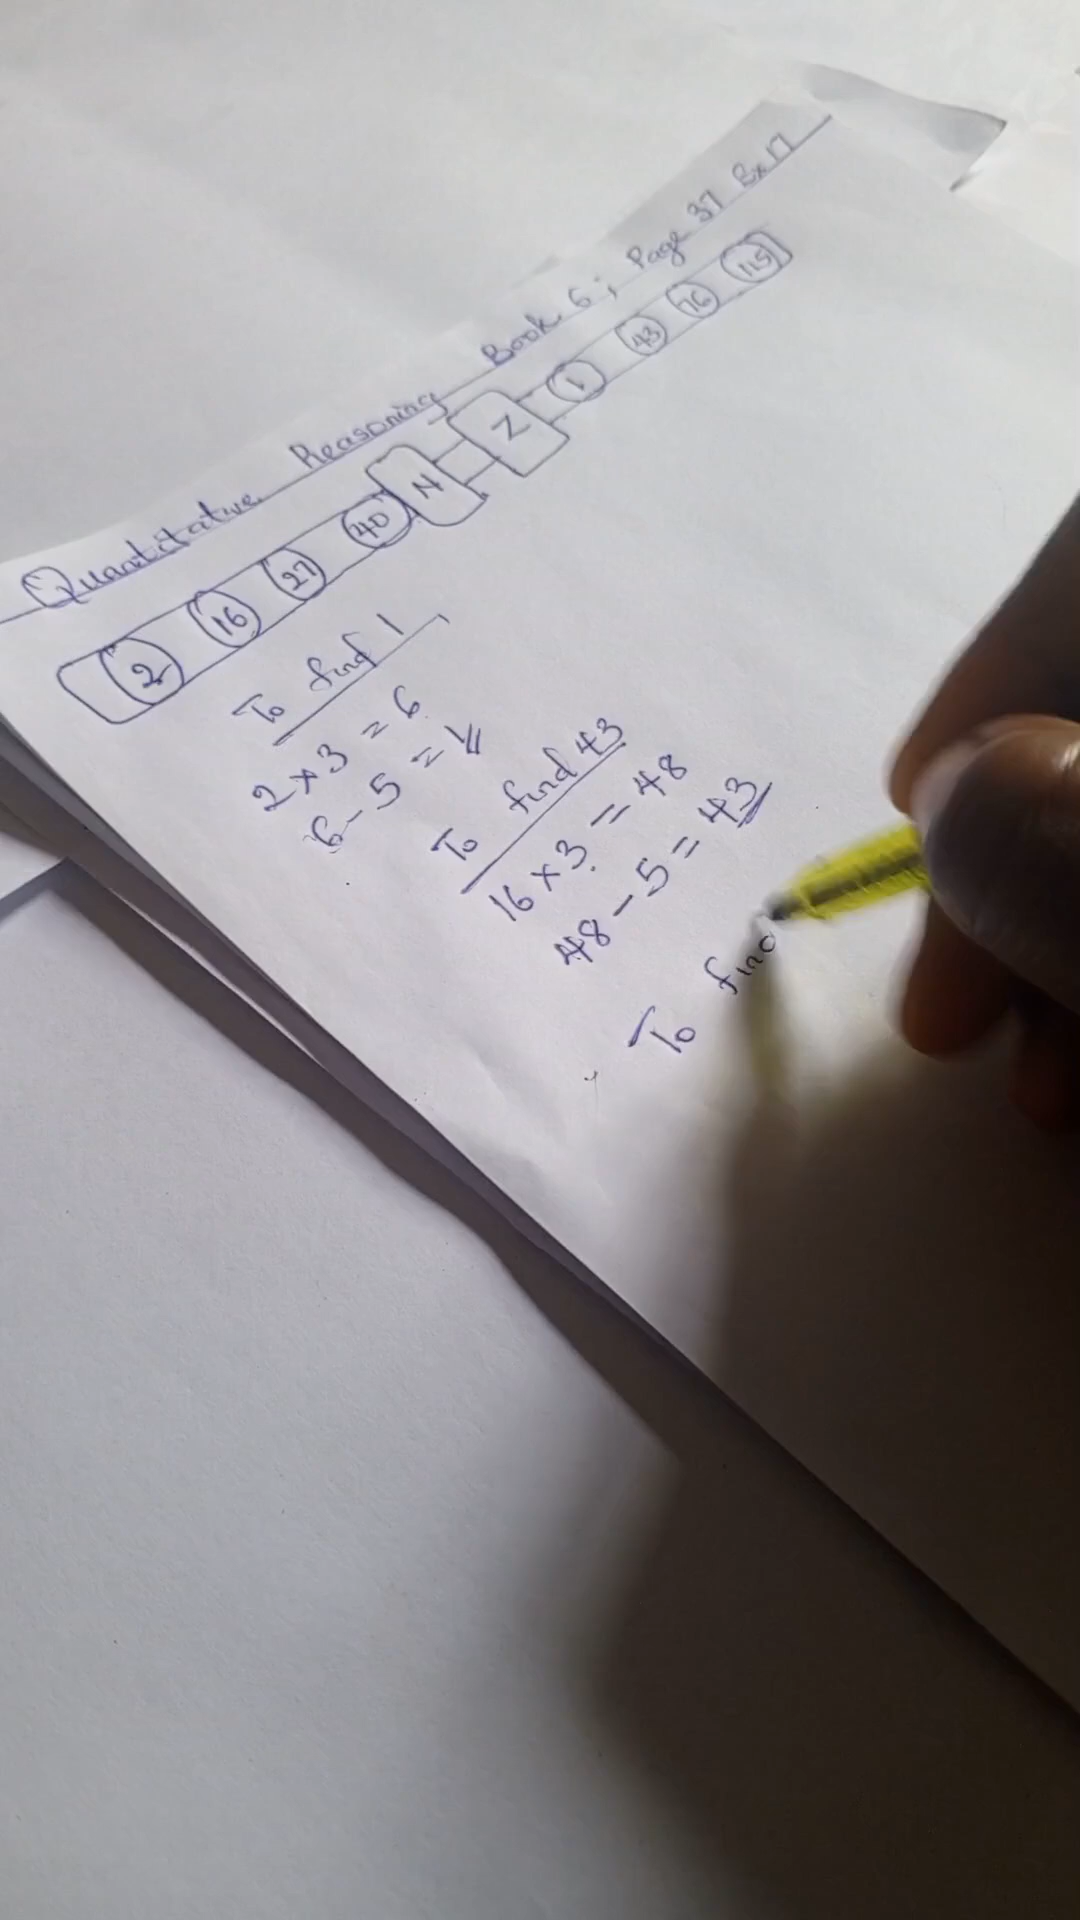 Quantitative Reasoning Book 6; Page 37 Ex 17
2 16 27 40 N Z 1 43 76 115
To find 1
2 × 3 = 6
6 - 5 = 1
To find 43
16 × 3 = 48
48 - 5 = 43
To find